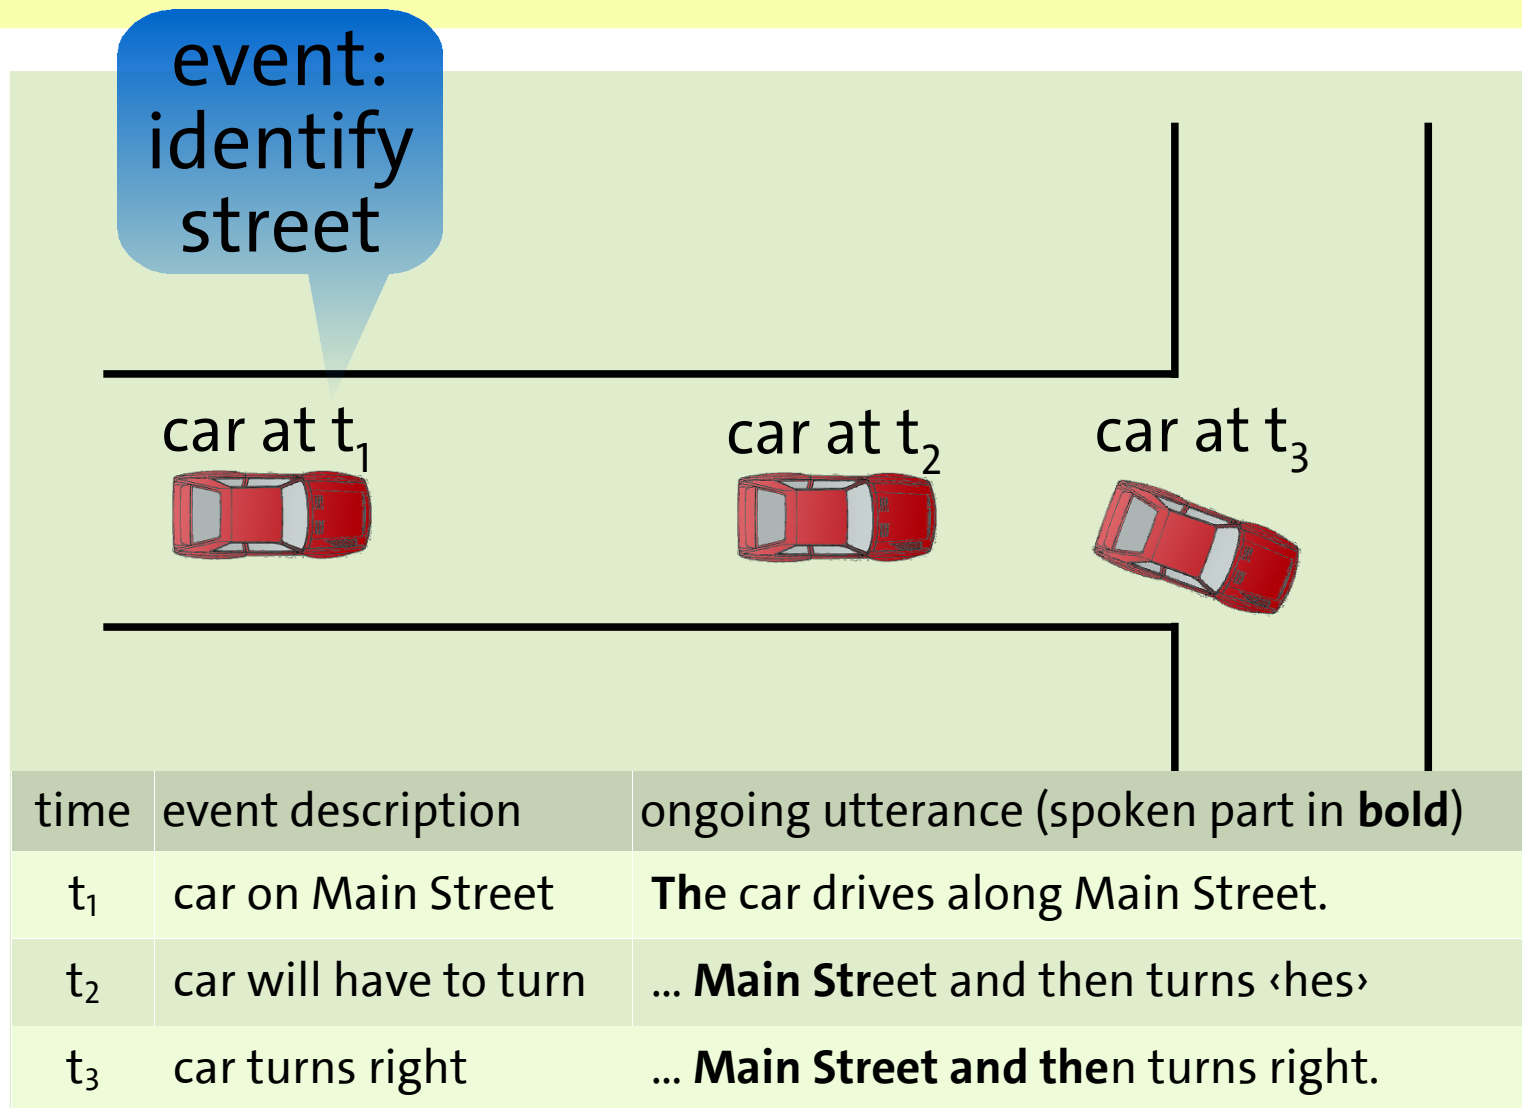 event:
identify
street
car at t₁
car at t₂
car at t₃
time event description ongoing utterance (spoken part in bold)
t₁ car on Main Street The car drives along Main Street.
t₂ car will have to turn ... Main Street and then turns ‹hes›
t₃ car turns right ... Main Street and then turns right.